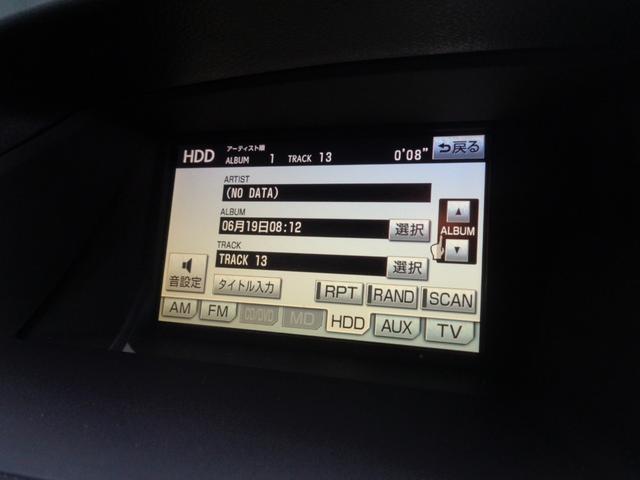 HDD アーティスト順
ALBUM 1 TRACK 13 0'08" 戻る
ARTIST
(NO DATA)
ALBUM
06月19日08:12 選択 ALBUM
TRACK
TRACK 13 選択
音設定 タイトル入力 RPT RAND SCAN
AM FM CD/DVD MD HDD AUX TV